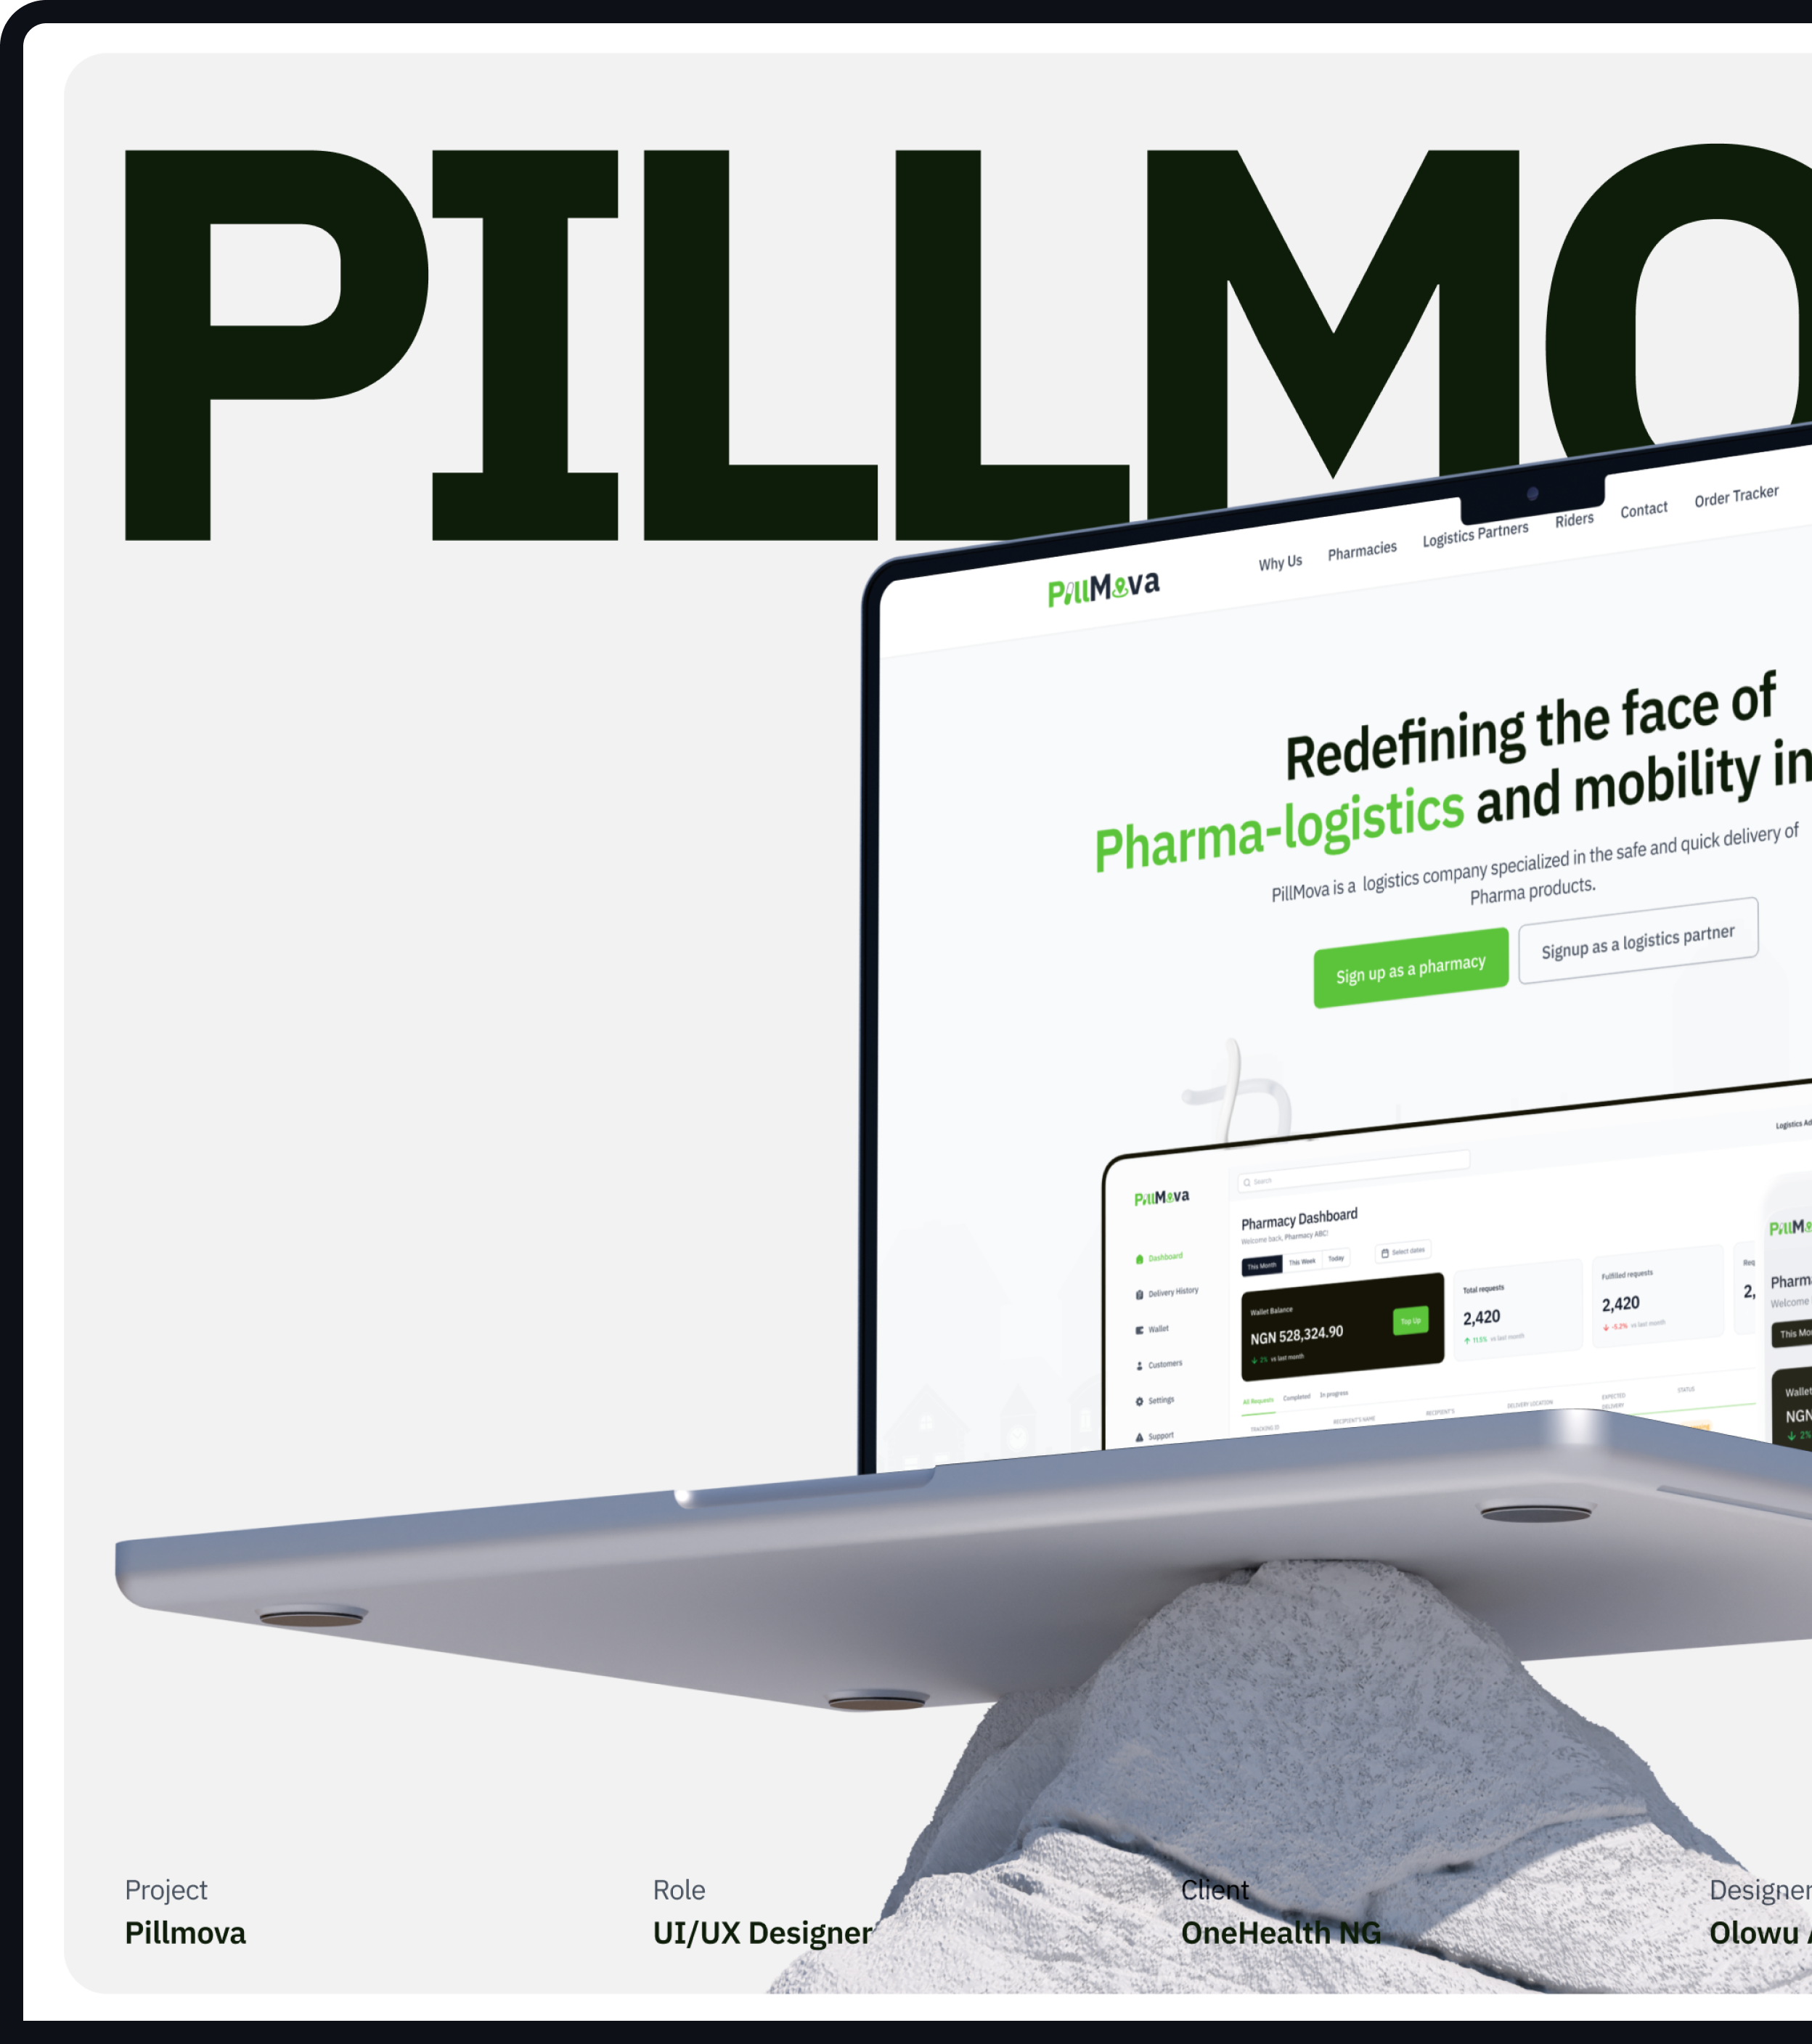 PILLMO
PillMova
Why Us
Pharmacies
Logistics Partners
Riders
Contact
Order Tracker
Redefining the face of
Pharma-logistics and mobility in
PillMova is a logistics company specialized in the safe and quick delivery of
Pharma products.
Sign up as a pharmacy
Signup as a logistics partner
PillMova
Search
Logistics Ad
Pharmacy Dashboard
Welcome back, Pharmacy ABC!
This Month
This Week
Today
Select dates
Dashboard
Delivery History
Wallet
Customers
Settings
Support
Wallet Balance
NGN 528,324.90
Top Up
2% vs last month
Total requests
2,420
11.5% vs last month
Fulfilled requests
2,420
-5.2% vs last month
Req
2,
All Requests
Completed
In progress
TRACKING ID
RECIPIENT'S NAME
RECIPIENT'S
DELIVERY LOCATION
EXPECTED
DELIVERY
STATUS
PillM
Pharm
Welcome
This Mo
Wallet
NGN
2%
Project
Pillmova
Role
UI/UX Designer
Client
OneHealth NG
Designer
Olowu